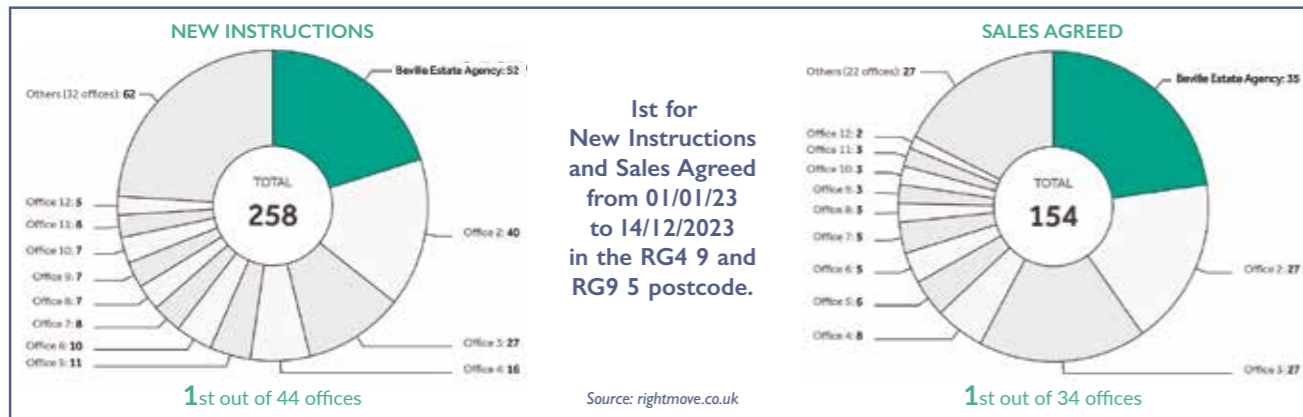 NEW INSTRUCTIONS
Beville Estate Agency: 52
Others (32 offices): 62
TOTAL
258
Office 12: 5
Office 11: 6
Office 10: 7
Office 9: 7
Office 8: 7
Office 7: 8
Office 6: 10
Office 5: 11
Office 2: 40
Office 3: 27
Office 4: 16
1st out of 44 offices
1st for
New Instructions
and Sales Agreed
from 01/01/23
to 14/12/2023
in the RG4 9 and
RG9 5 postcode.
Source: rightmove.co.uk
SALES AGREED
Others (22 offices): 27
Beville Estate Agency: 35
TOTAL
154
Office 12: 2
Office 11: 3
Office 10: 3
Office 9: 3
Office 8: 3
Office 7: 5
Office 6: 5
Office 5: 6
Office 4: 8
Office 2: 27
Office 3: 27
1st out of 34 offices